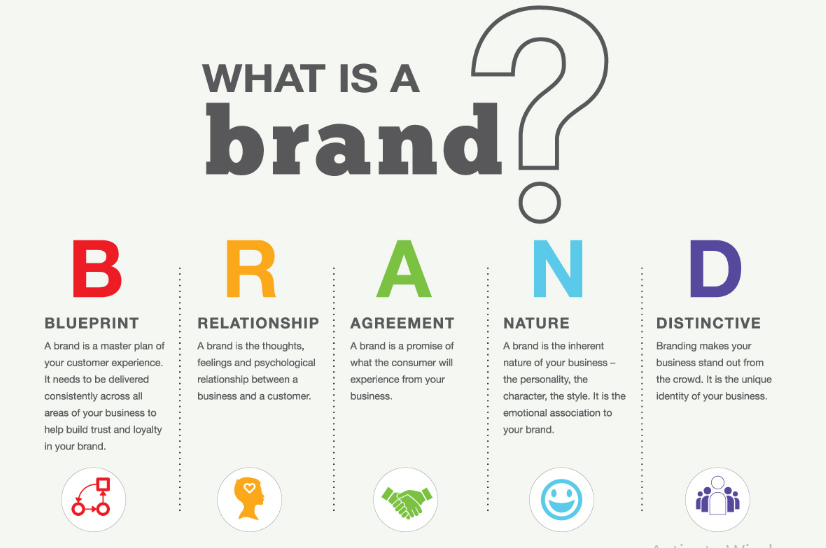 WHAT IS A
brand?
B
BLUEPRINT
A brand is a master plan of
your customer experience.
It needs to be delivered
consistently across all
areas of your business to
help build trust and loyalty
in your brand.
R
RELATIONSHIP
A brand is the thoughts,
feelings and psychological
relationship between a
business and a customer.
A
AGREEMENT
A brand is a promise of
what the consumer will
experience from your
business.
N
NATURE
A brand is the inherent
nature of your business –
the personality, the
character, the style. It is the
emotional association to
your brand.
D
DISTINCTIVE
Branding makes your
business stand out from
the crowd. It is the unique
identity of your business.